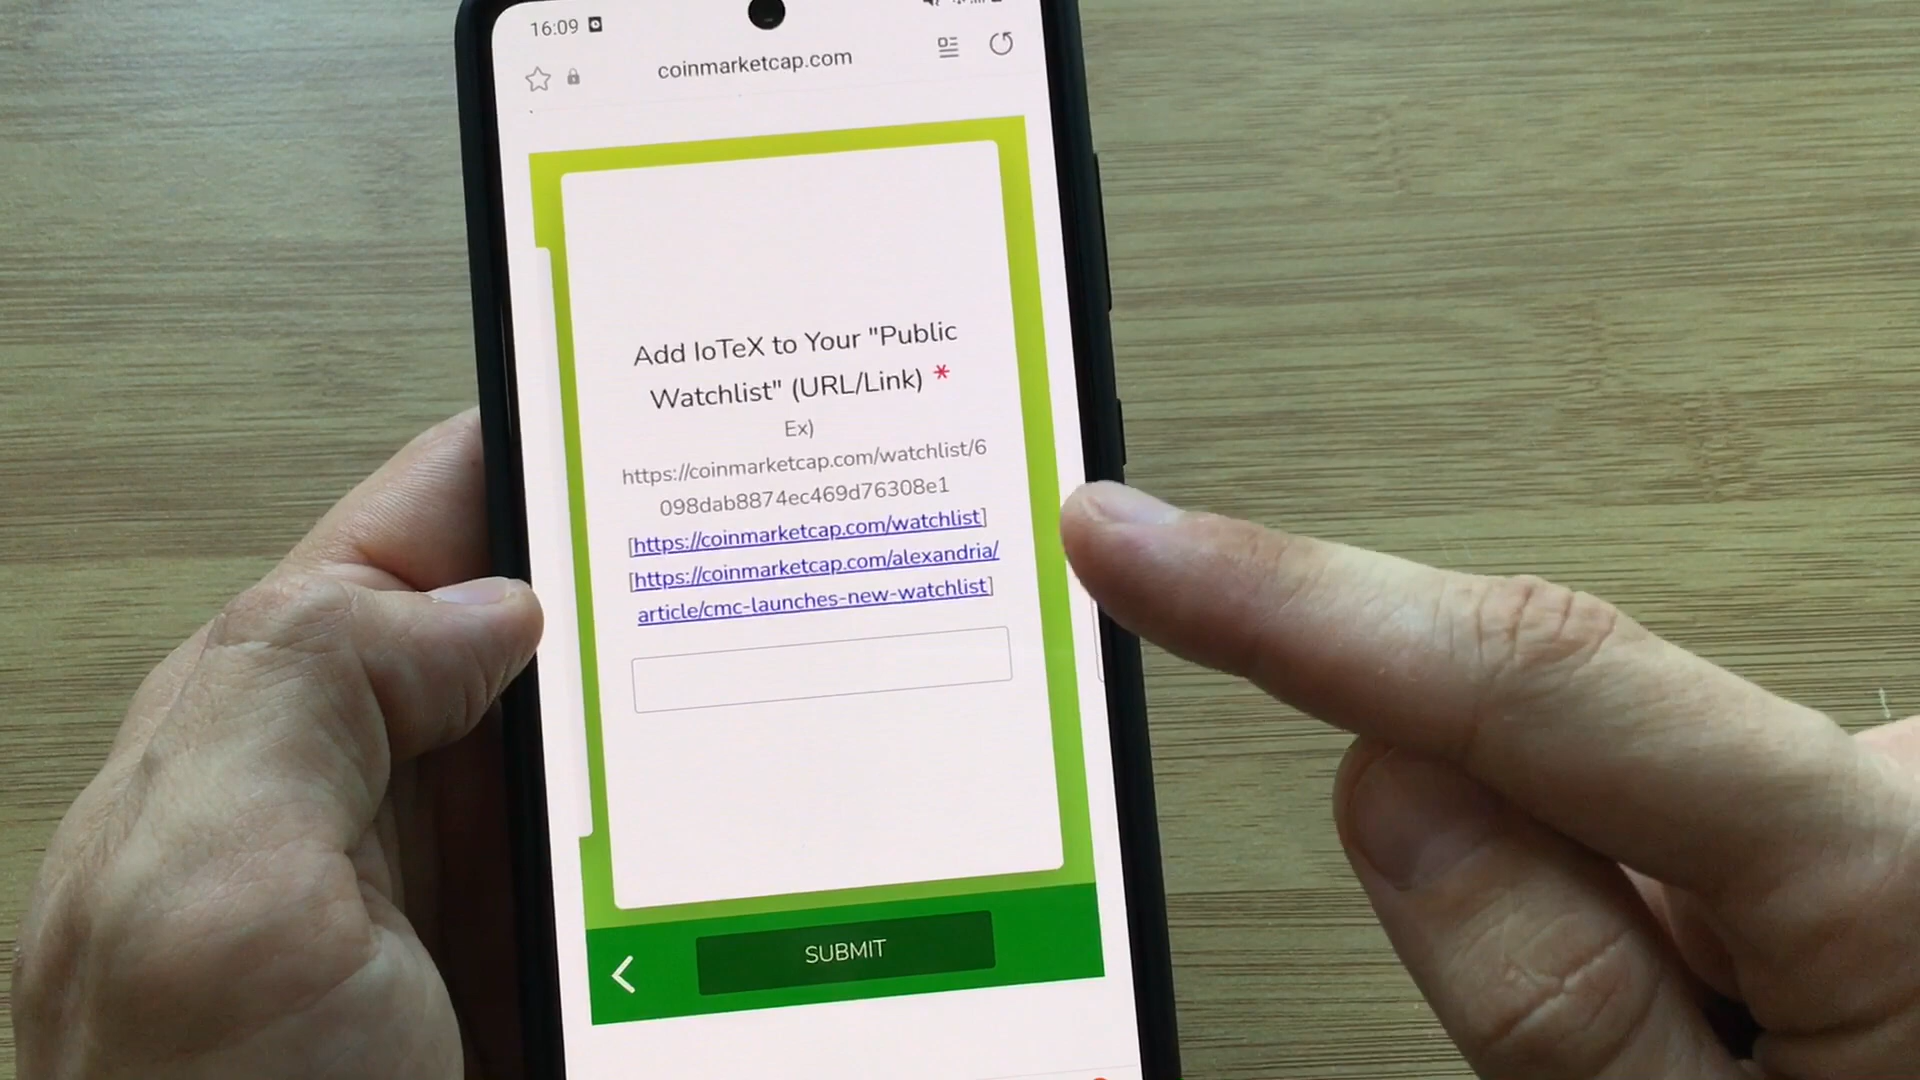 16:09
coinmarketcap.com
Add IoTeX to Your "Public
Watchlist" (URL/Link) *
Ex)
https://coinmarketcap.com/watchlist/6
098dab8874ec469d76308e1
[https://coinmarketcap.com/watchlist]
[https://coinmarketcap.com/alexandria/
article/cmc-launches-new-watchlist]
SUBMIT